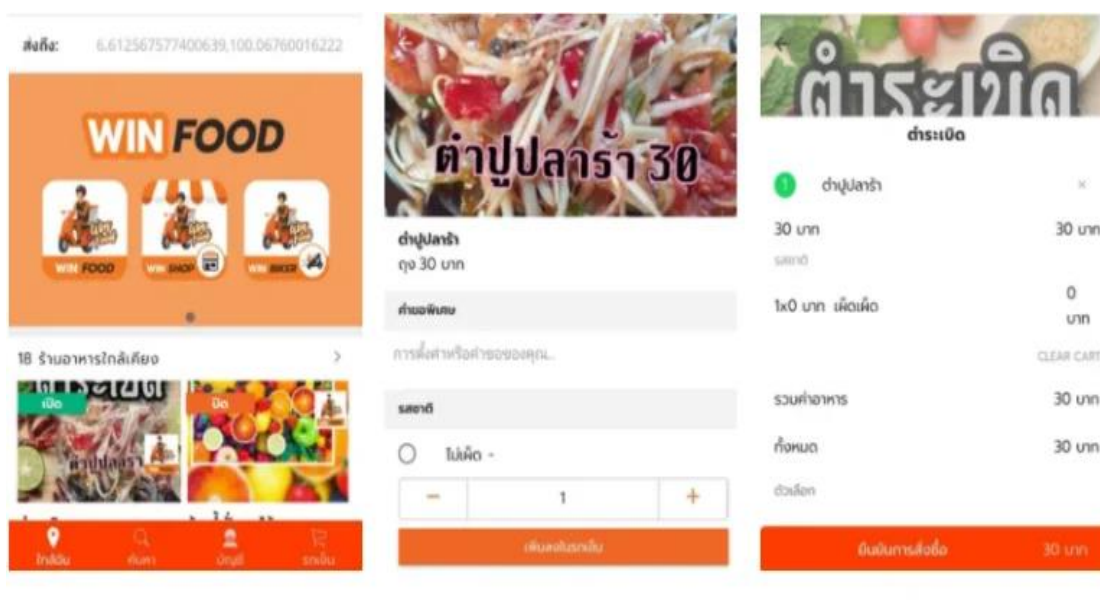 ส่งถึง: 6.612567577400639,100.06760016222
WIN FOOD
WIN FOOD
WIN SHOP
WIN BIKER
18 ร้านอาหารใกล้เคียง
เปิด
ปิด
ตำปูปลาร้า
ใกล้ฉัน
ค้นหา
บัญชี
รถเข็น
ตำปูปลาร้า 30
ตำปูปลาร้า
ถุง 30 บาท
คำขอพิเศษ
การตั้งค่าหรือคำขอของคุณ..
รสชาติ
ไม่เผ็ด -
1
เพิ่มลงในรถเข็น
ตำระเบิด
ตำระเบิด
1 ตำปูปลาร้า
30 บาท 30 บาท
รสชาติ
1x0 บาท เผ็ดเผ็ด 0 บาท
CLEAR CART
รวมค่าอาหาร 30 บาท
ทั้งหมด 30 บาท
ตัวเลือก
ยืนยันการสั่งซื้อ 30 บาท